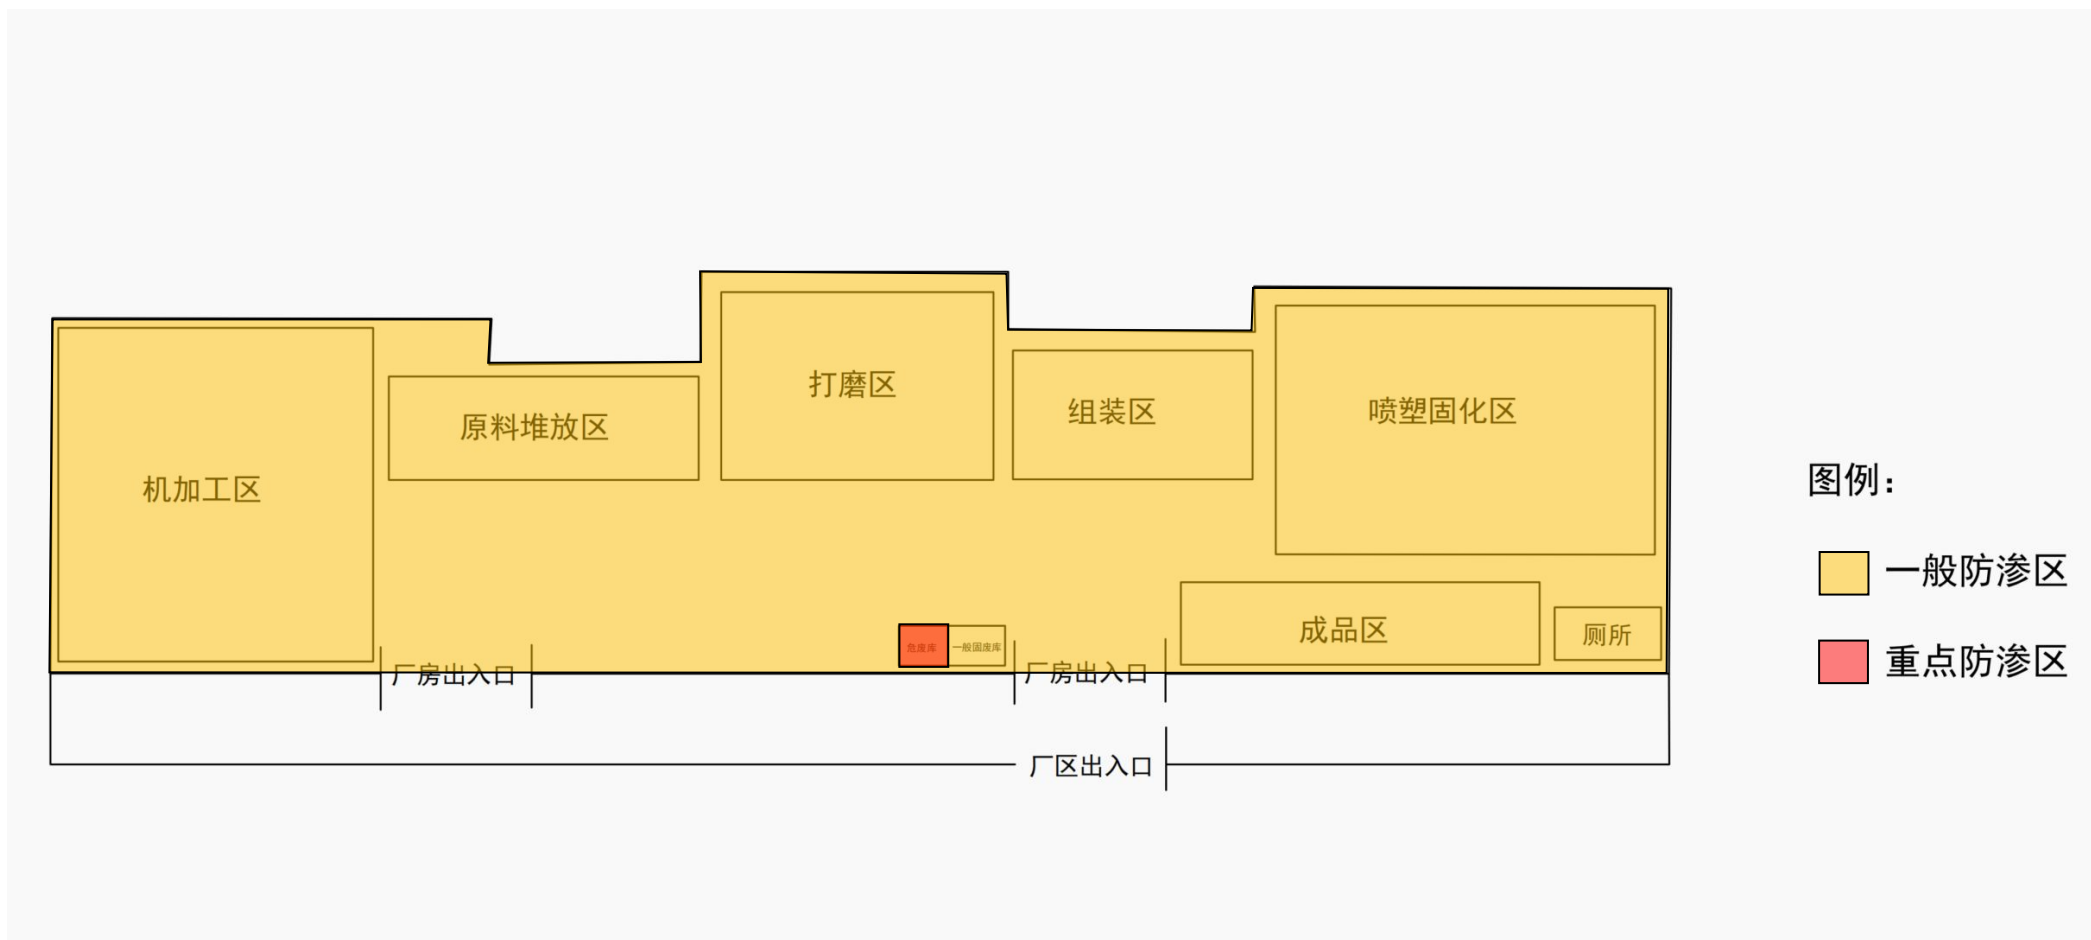 打磨区
组装区
喷塑固化区
原料堆放区
机加工区
图例：
一般防渗区
重点防渗区
成品区
厕所
危废库
一般固废库
厂房出入口
厂房出入口
厂区出入口